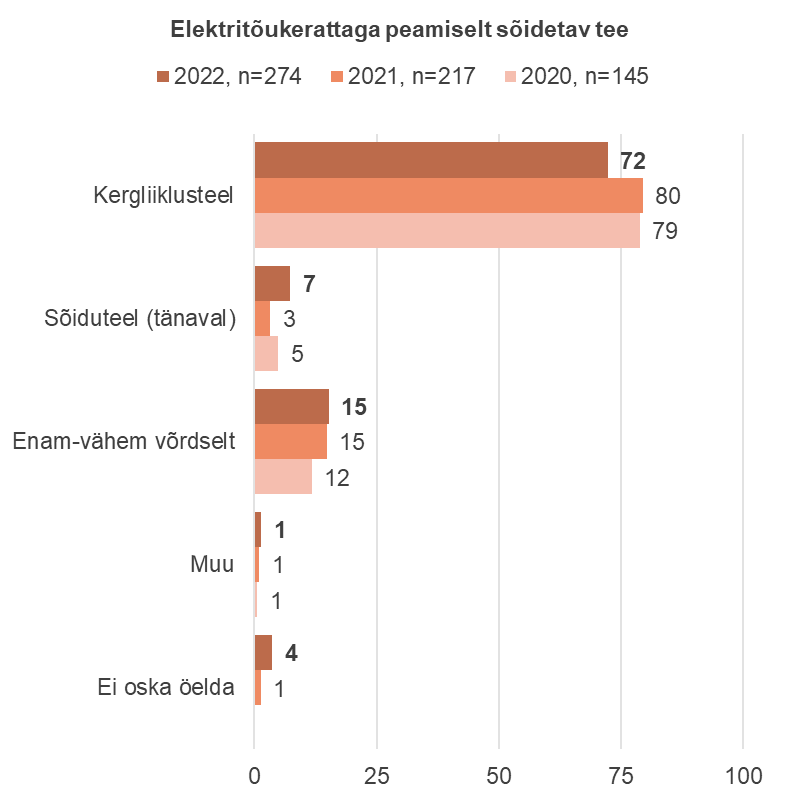 Elektritõukerattaga peamiselt sõidetav tee
2022, n=274 2021, n=217 2020, n=145
Kergliiklusteel
72
80
79
Sõiduteel (tänaval)
7
3
5
Enam-vähem võrdselt
15
15
12
Muu
1
1
1
Ei oska öelda
4
1
0 25 50 75 100